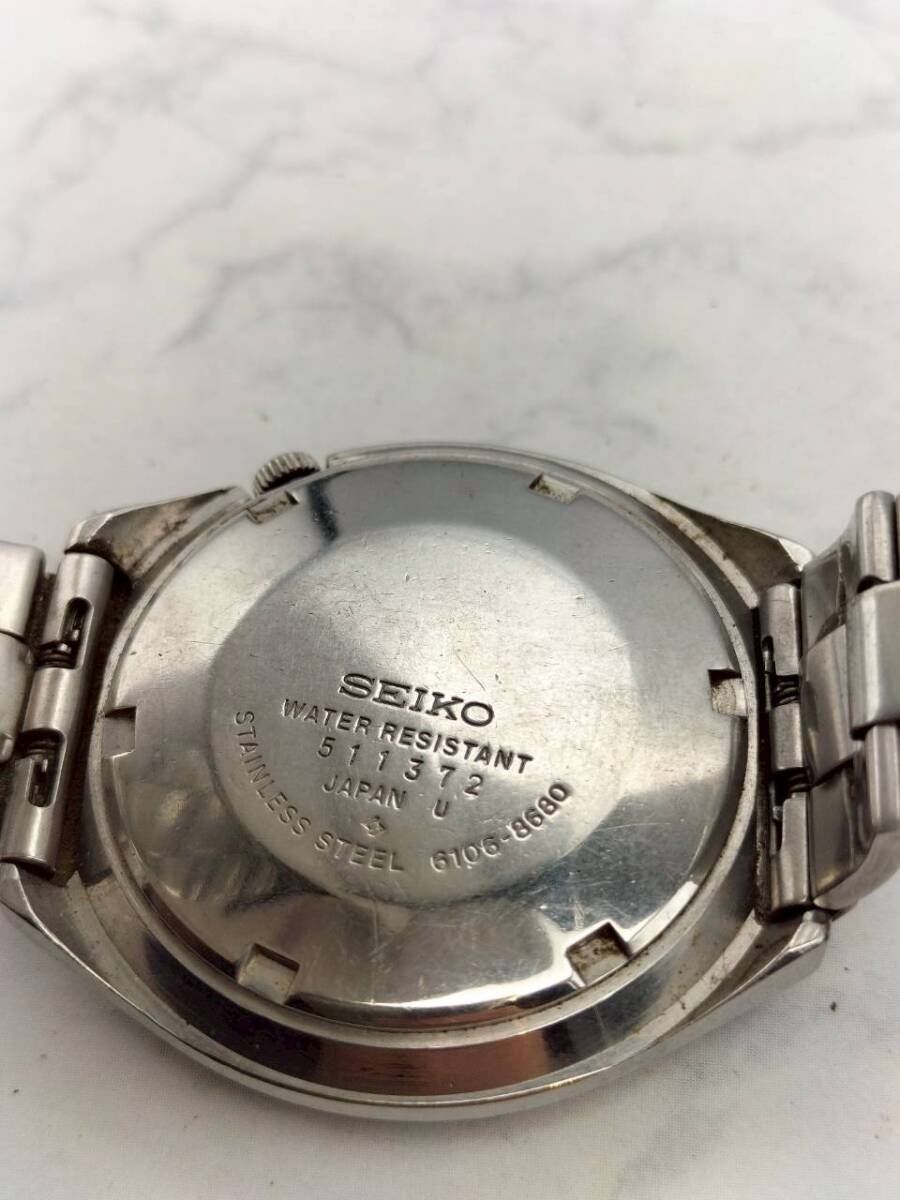 SEIKO
WATER RESISTANT
511372
JAPAN U
STAINLESS STEEL 6106-8680